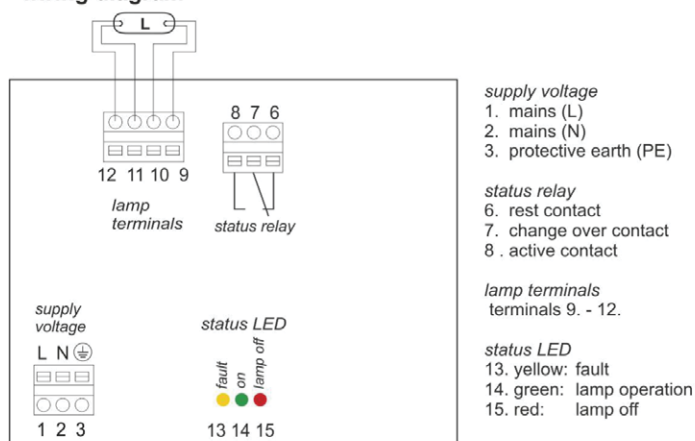 L
8 7 6
12 11 10 9
lamp
terminals
status relay
supply
voltage
L N
1 2 3
status LED
fault
on
lamp off
13 14 15
supply voltage
1. mains (L)
2. mains (N)
3. protective earth (PE)
status relay
6. rest contact
7. change over contact
8 . active contact
lamp terminals
terminals 9. - 12.
status LED
13. yellow: fault
14. green: lamp operation
15. red: lamp off